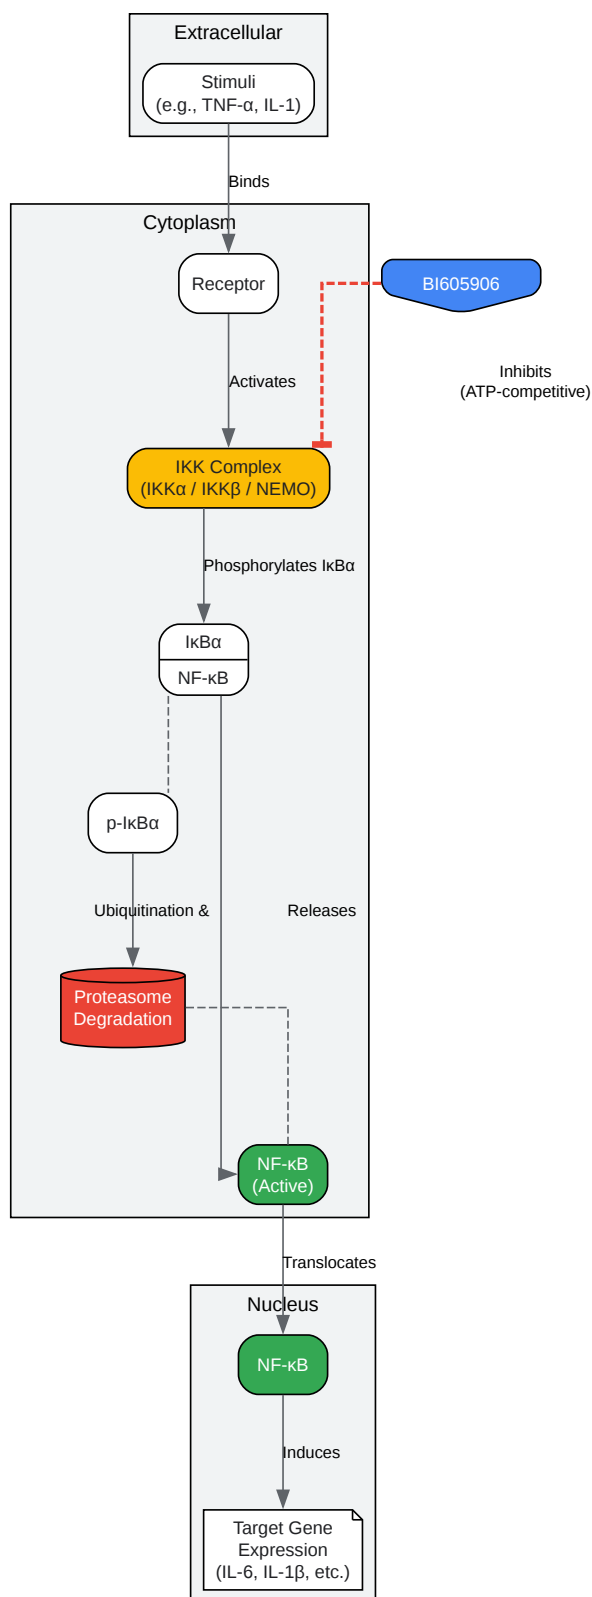 Extracellular
Stimuli
(e.g., TNF-α, IL-1)
Binds
Cytoplasm
Receptor
BI605906
Inhibits
(ATP-competitive)
Activates
IKK Complex
(IKKα / IKKβ / NEMO)
Phosphorylates IκBα
IκBα
NF-κB
p-IκBα
Ubiquitination &
Releases
Proteasome
Degradation
NF-κB
(Active)
Translocates
Nucleus
NF-κB
Induces
Target Gene
Expression
(IL-6, IL-1β, etc.)